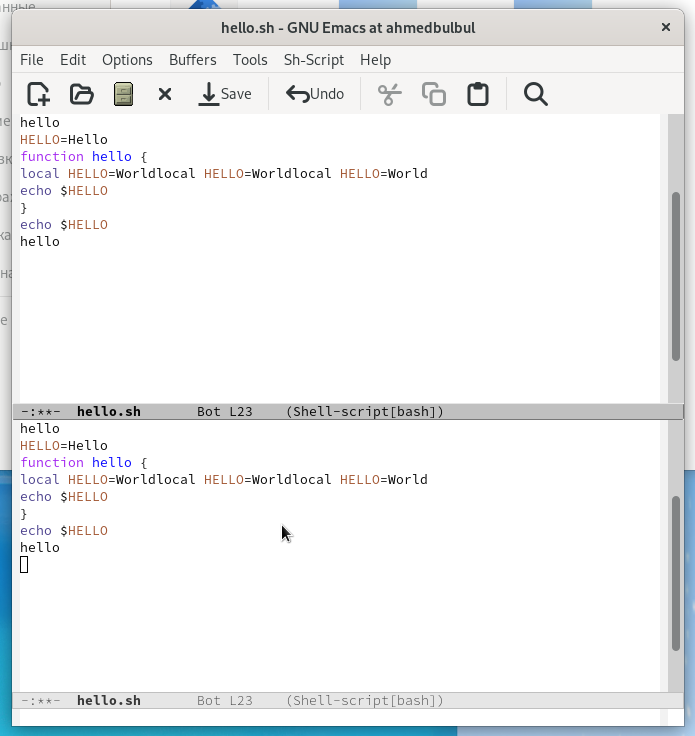 нные
hello.sh - GNU Emacs at ahmedbulbul
File Edit Options Buffers Tools Sh-Script Help
Save Undo
hello
HELLO=Hello
function hello {
local HELLO=Worldlocal HELLO=Worldlocal HELLO=World
echo $HELLO
}
echo $HELLO
hello
-:**- hello.sh Bot L23 (Shell-script[bash])
hello
HELLO=Hello
function hello {
local HELLO=Worldlocal HELLO=Worldlocal HELLO=World
echo $HELLO
}
echo $HELLO
hello
-:**- hello.sh Bot L23 (Shell-script[bash])